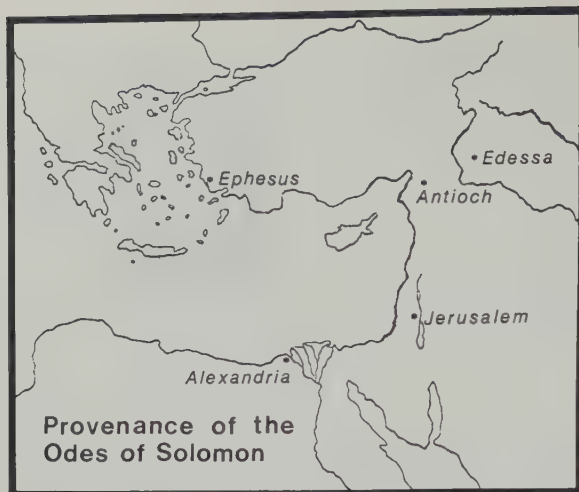 Edessa
Ephesus
Antioch
Jerusalem
Alexandria
Provenance of the
Odes of Solomon